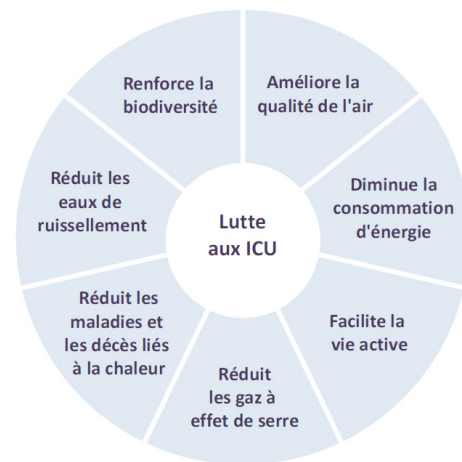 Lutte
aux ICU
Améliore la
qualité de l'air
Diminue la
consommation
d'énergie
Facilite la
vie active
Réduit
les gaz à
effet de serre
Réduit les
maladies et
les décès liés
à la chaleur
Réduit les
eaux de
ruissellement
Renforce la
biodiversité